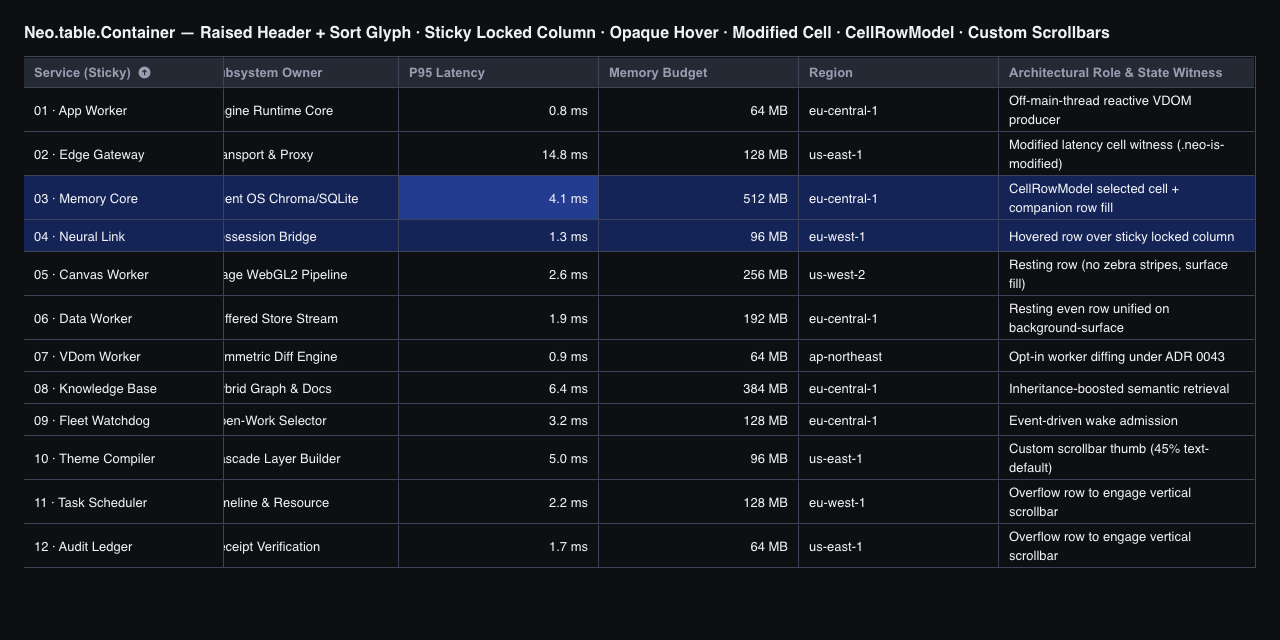 Neo.table.Container — Raised Header + Sort Glyph · Sticky Locked Column · Opaque Hover · Modified Cell · CellRowModel · Custom Scrollbars
Service (Sticky) bsystem Owner P95 Latency Memory Budget Region Architectural Role & State Witness
01 · App Worker gine Runtime Core 0.8 ms 64 MB eu-central-1 Off-main-thread reactive VDOM
producer
02 · Edge Gateway ansport & Proxy 14.8 ms 128 MB us-east-1 Modified latency cell witness (.neo-is-
modified)
03 · Memory Core ent OS Chroma/SQLite 4.1 ms 512 MB eu-central-1 CellRowModel selected cell +
companion row fill
04 · Neural Link ssession Bridge 1.3 ms 96 MB eu-west-1 Hovered row over sticky locked column
05 · Canvas Worker age WebGL2 Pipeline 2.6 ms 256 MB us-west-2 Resting row (no zebra stripes, surface
fill)
06 · Data Worker ffered Store Stream 1.9 ms 192 MB eu-central-1 Resting even row unified on
background-surface
07 · VDom Worker mmetric Diff Engine 0.9 ms 64 MB ap-northeast Opt-in worker diffing under ADR 0043
08 · Knowledge Base brid Graph & Docs 6.4 ms 384 MB eu-central-1 Inheritance-boosted semantic retrieval
09 · Fleet Watchdog en-Work Selector 3.2 ms 128 MB eu-central-1 Event-driven wake admission
10 · Theme Compiler scade Layer Builder 5.0 ms 96 MB us-east-1 Custom scrollbar thumb (45% text-
default)
11 · Task Scheduler meline & Resource 2.2 ms 128 MB eu-west-1 Overflow row to engage vertical
scrollbar
12 · Audit Ledger ceipt Verification 1.7 ms 64 MB us-east-1 Overflow row to engage vertical
scrollbar